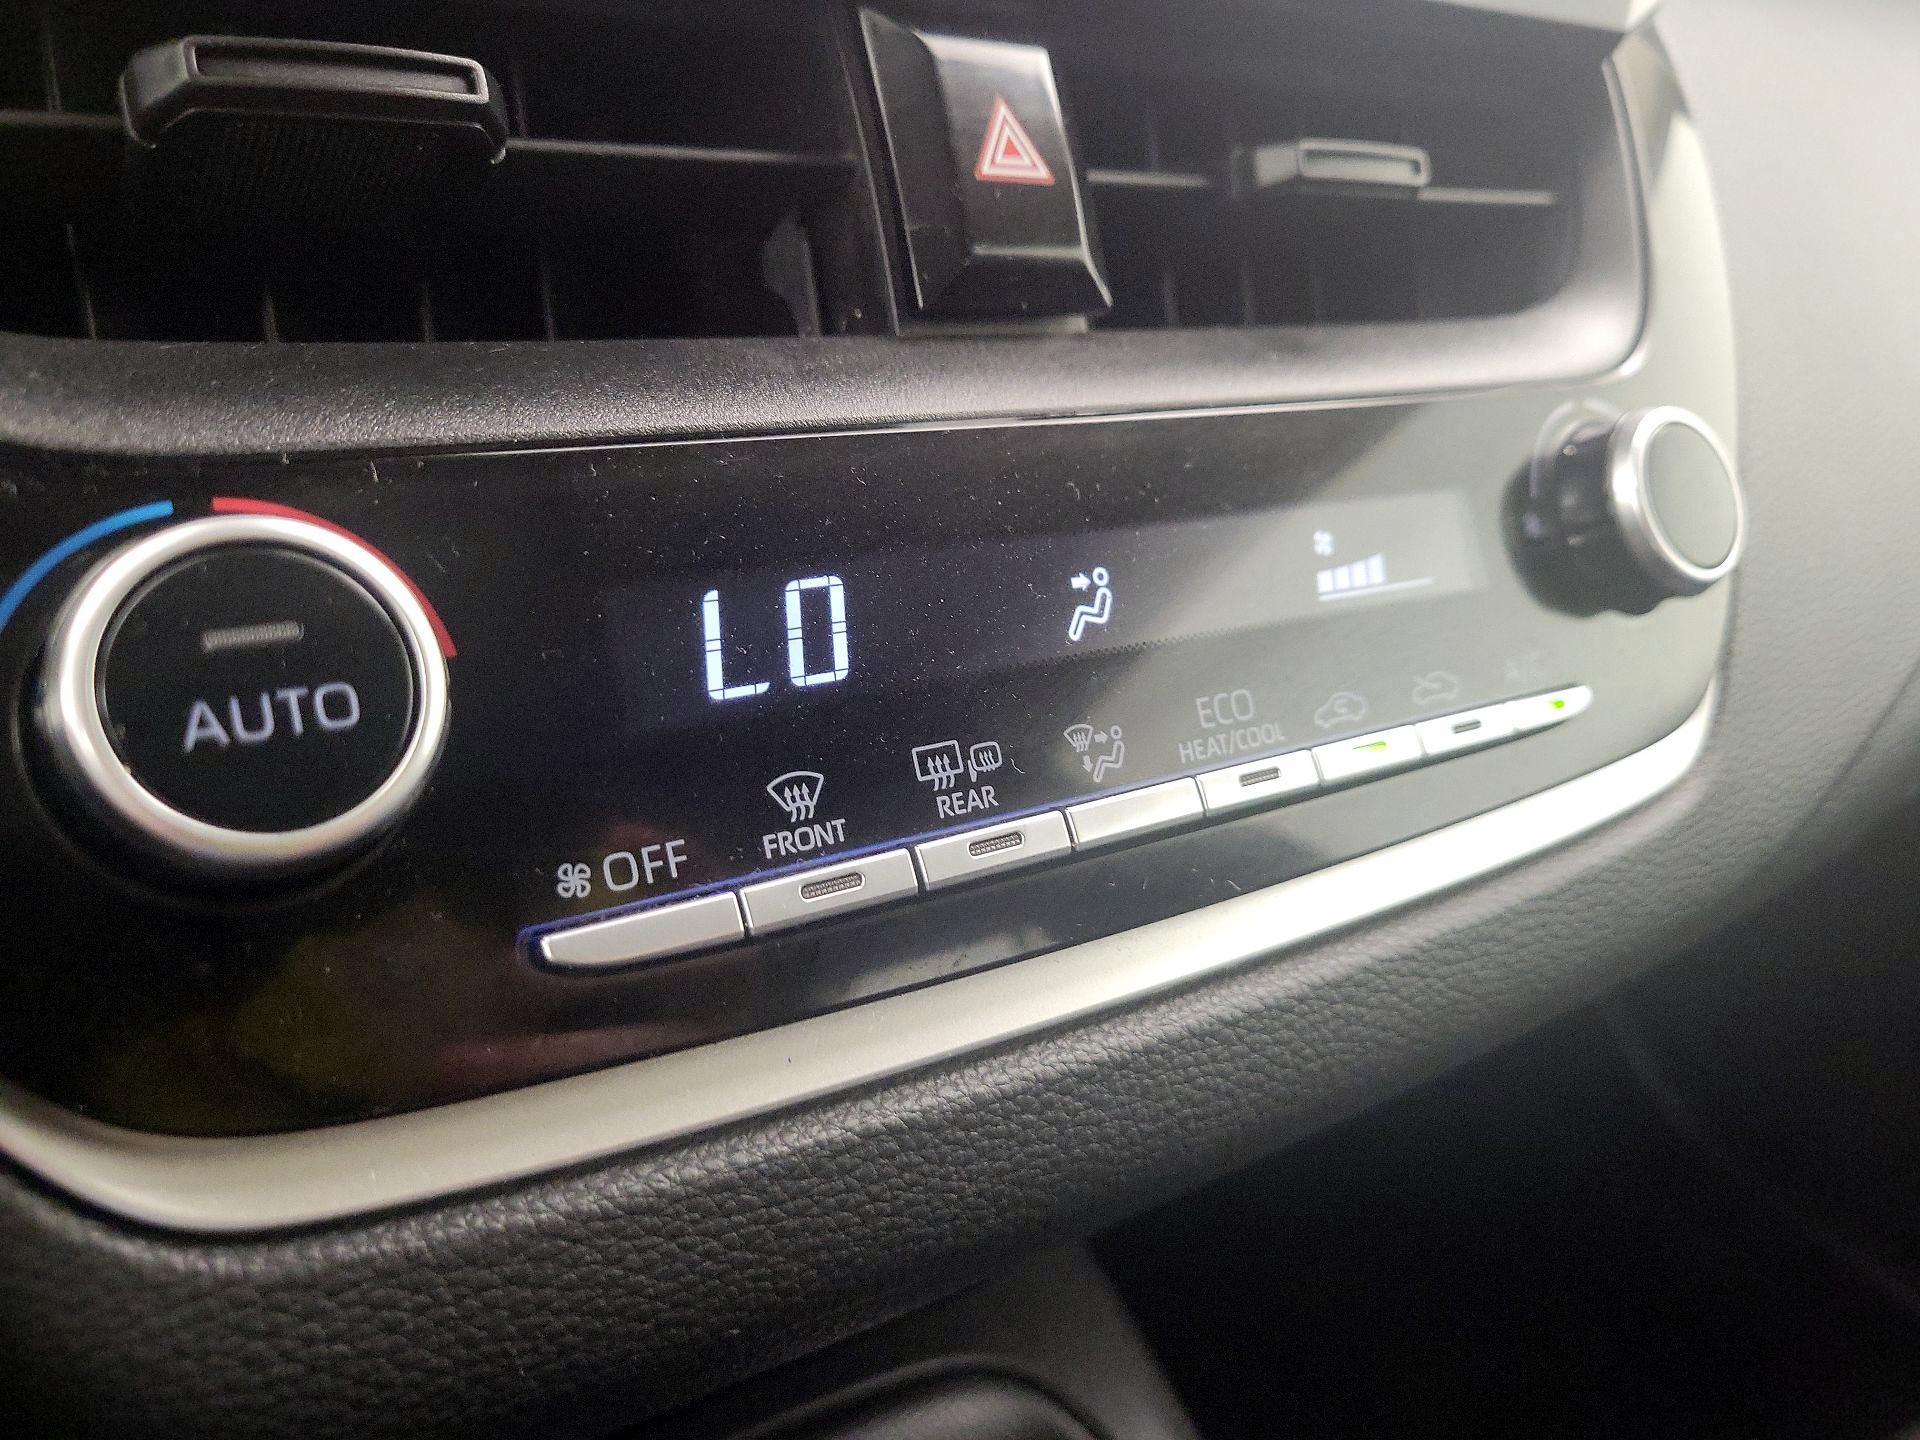 LO
AUTO
OFF
FRONT
REAR
ECO
HEAT/COOL
A/C